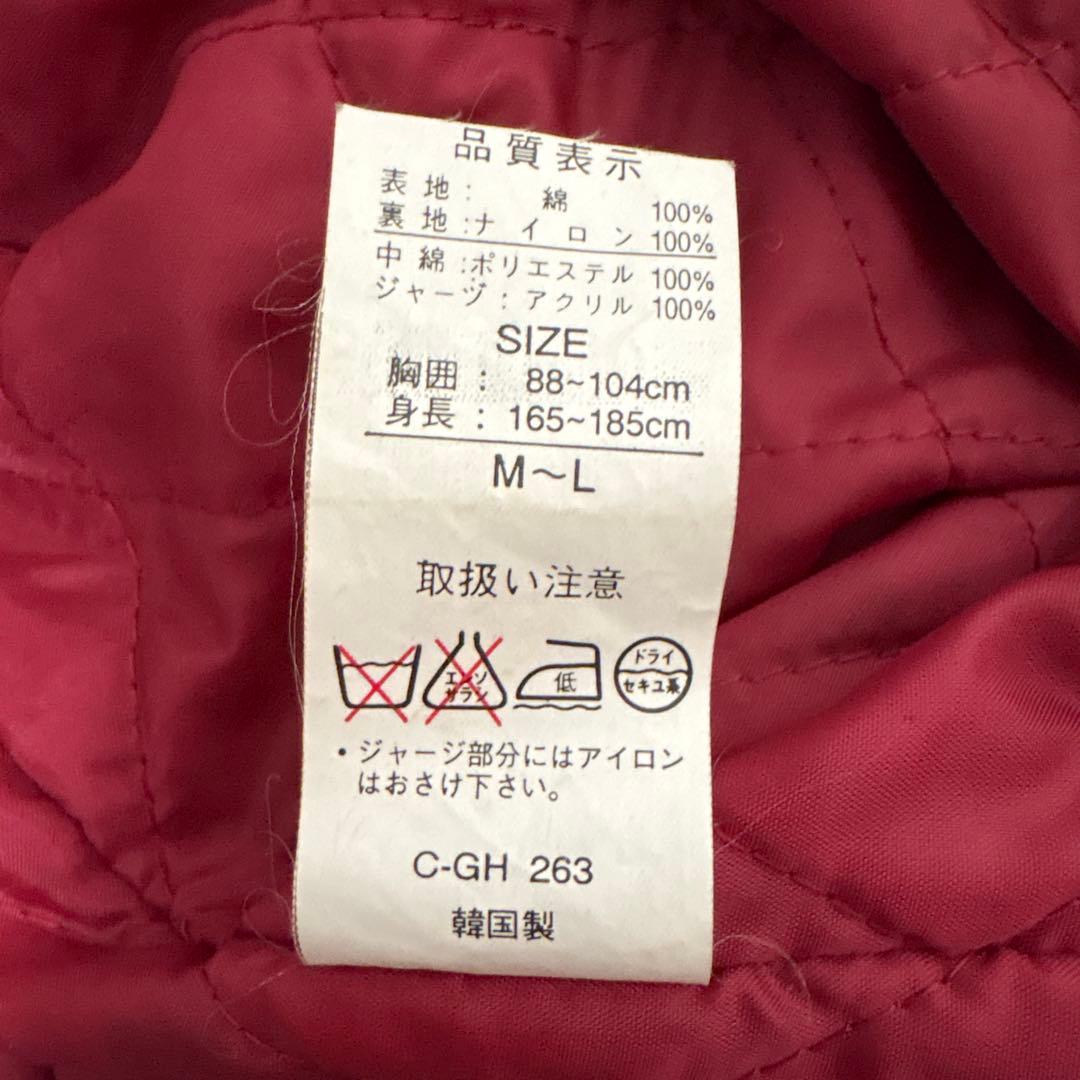 品質表示
表地: 綿 100%
裏地:ナイロン 100%
中綿:ポリエステル 100%
ジャーヅ: アクリル 100%
SIZE
胸囲: 88~104cm
身長: 165~185cm
M～L
取扱い注意
エンソ
サラシ
低
ドライ
セキユ系
・ジャージ部分にはアイロン
はおさけ下さい。
C-GH 263
韓国製